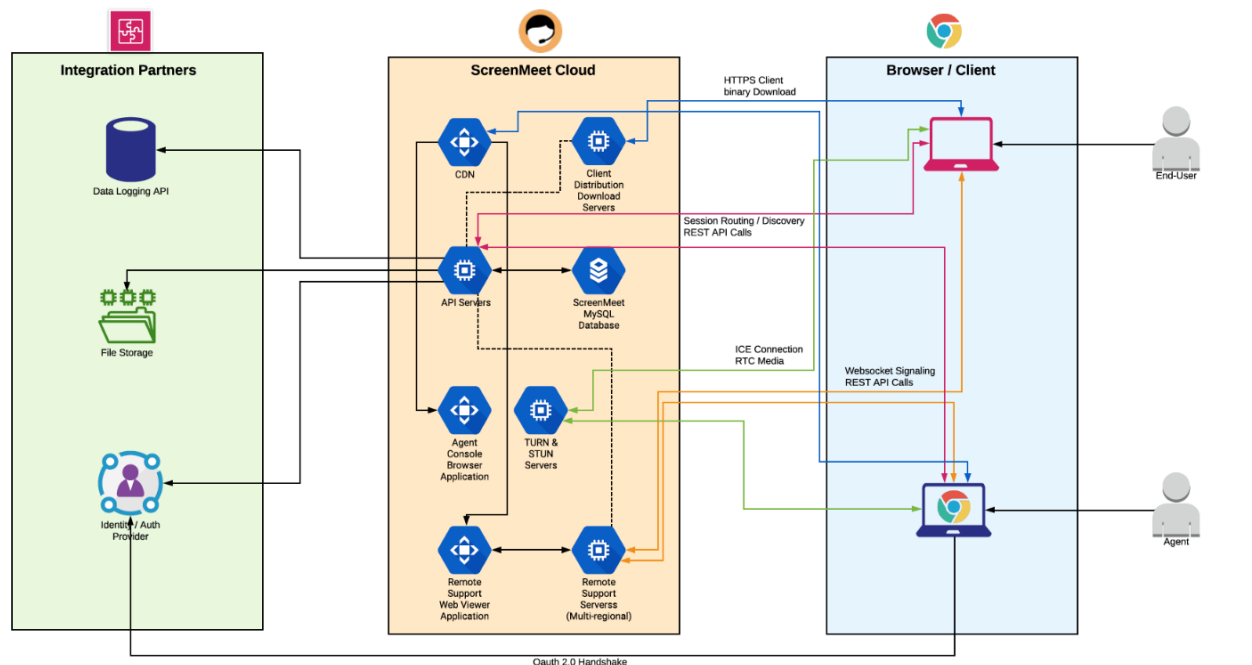 Integration Partners
ScreenMeet Cloud
Browser / Client
HTTPS Client
binary Download
CDN
Client
Distribution
Download
Servers
Data Logging API
End-User
Session Routing / Discovery
REST API Calls
API Servers
ScreenMeet
MySQL
Database
File Storage
ICE Connection
RTC Media
Websocket Signaling
REST API Calls
Agent
Console
Browser
Application
TURN &
STUN
Servers
Identity / Auth
Provider
Agent
Remote
Support
Web Viewer
Application
Remote
Support
Serverss
(Multi-regional)
Oauth 2.0 Handshake